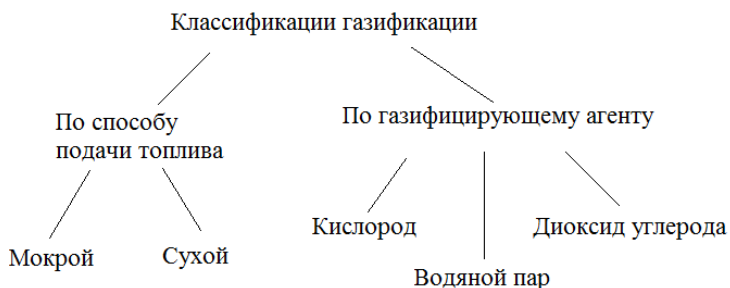 Классификации газификации
По способу
подачи топлива
По газифицирующему агенту
Мокрой
Сухой
Кислород
Водяной пар
Диоксид углерода